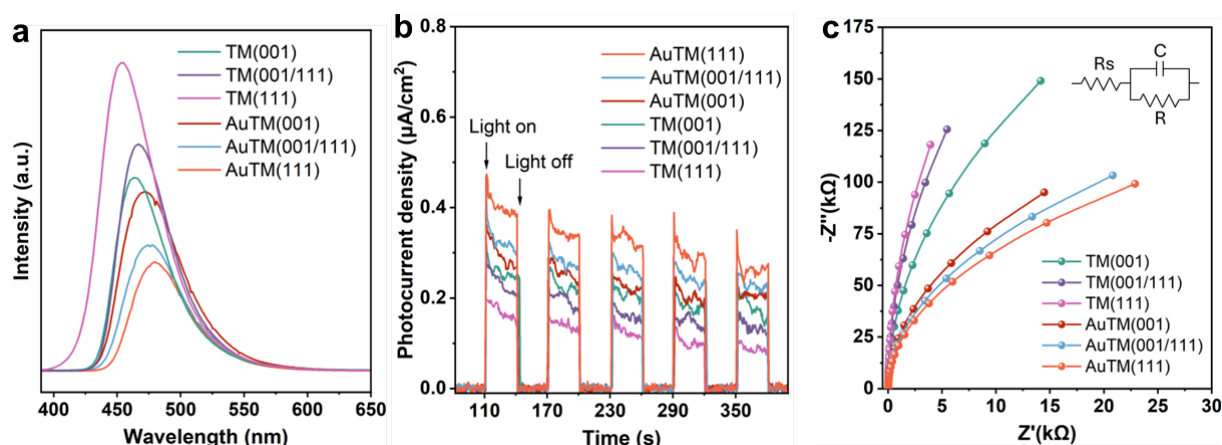 a
TM(001)
TM(001/111)
TM(111)
AuTM(001)
AuTM(001/111)
AuTM(111)
Intensity (a.u.)
400 450 500 550 600 650
Wavelength (nm)
b
AuTM(111)
AuTM(001/111)
AuTM(001)
TM(001)
TM(001/111)
TM(111)
Light on
Light off
Photocurrent density (μA/cm²)
0.8
0.6
0.4
0.2
0.0
110 170 230 290 350
Time (s)
c
Rs
C
R
-Z''(kΩ)
175
150
125
100
75
50
25
0
TM(001)
TM(001/111)
TM(111)
AuTM(001)
AuTM(001/111)
AuTM(111)
0 5 10 15 20 25 30
Z'(kΩ)